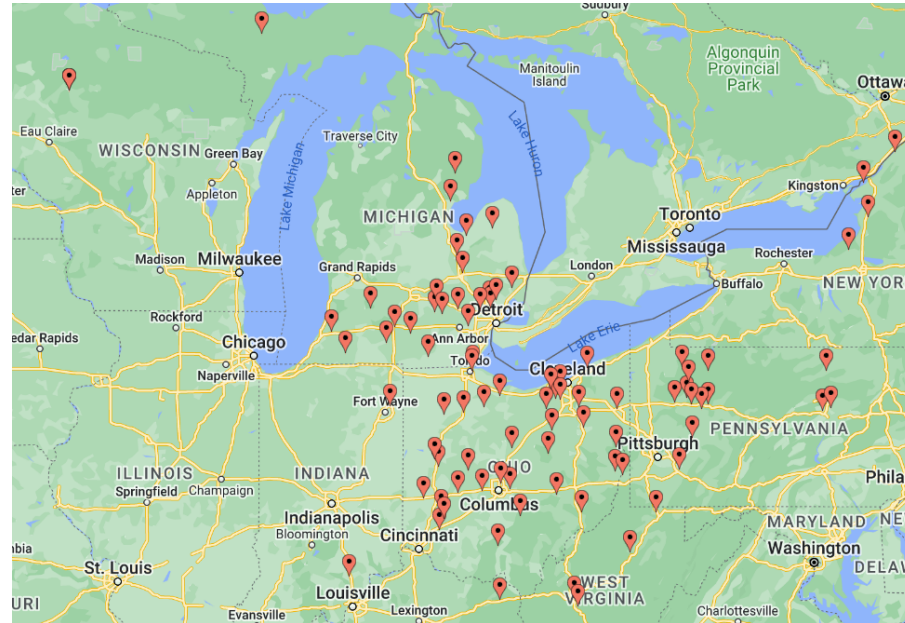 Sudbury
Algonquin
Provincial
Park
Manitoulin
Island
Ottawa
Eau Claire
WISCONSIN
Green Bay
Traverse City
Lake Huron
Appleton
Lake Michigan
Kingston
MICHIGAN
Toronto
Mississauga
Madison
Milwaukee
Grand Rapids
London
Rochester
Buffalo
NEW YOR
Rockford
Detroit
Ann Arbor
Lake Erie
edar Rapids
Chicago
Naperville
Toledo
Cleveland
Fort Wayne
PENNSYLVANIA
Pittsburgh
ILLINOIS
INDIANA
OHIO
Champaign
Springfield
Columbus
Phila
Indianapolis
MARYLAND
NE
Bloomington
Cincinnati
bia
Washington
DELAW
St. Louis
WEST
VIRGINIA
Louisville
URI
Evansville
Lexington
Charlottesville